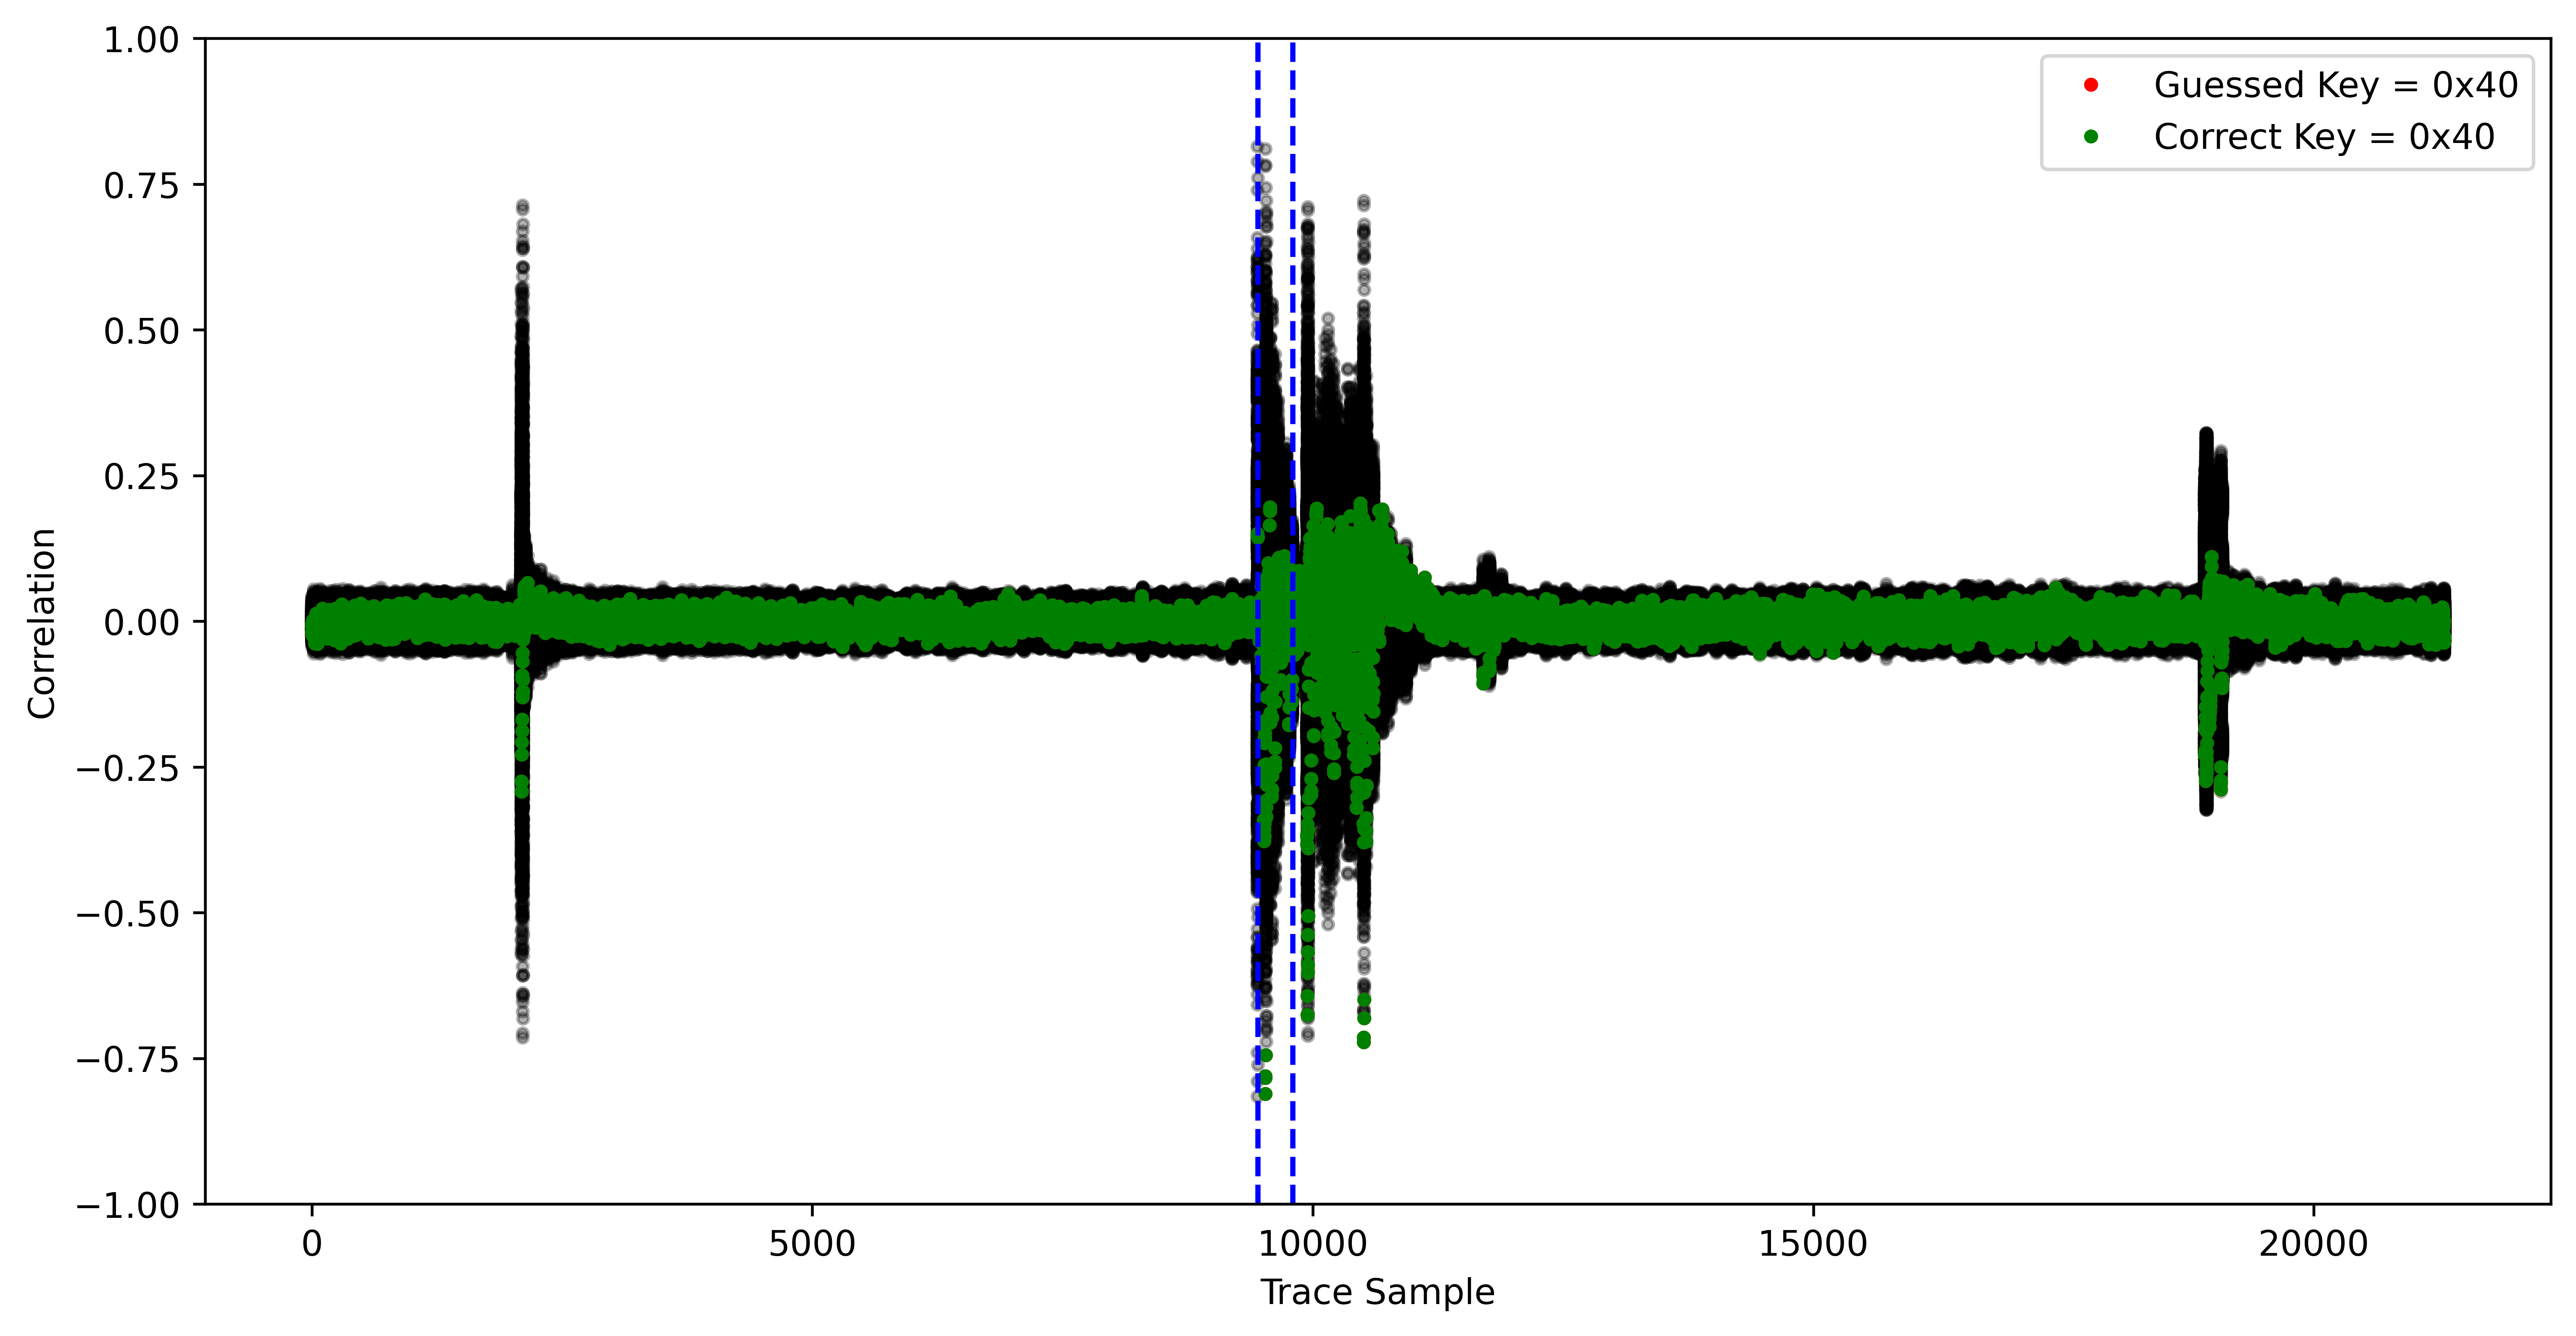 1.00
0.75
0.50
0.25
0.00
−0.25
−0.50
−0.75
−1.00
Correlation
Guessed Key = 0x40
Correct Key = 0x40
0 5000 10000 15000 20000
Trace Sample